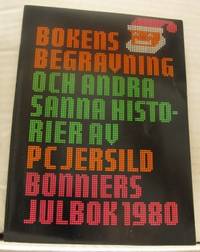 BOKENS
BEGRAVNING
OCH ANDRA
SANNA HISTO-
RIER AV
PC JERSILD
BONNIERS
JULBOK 1980